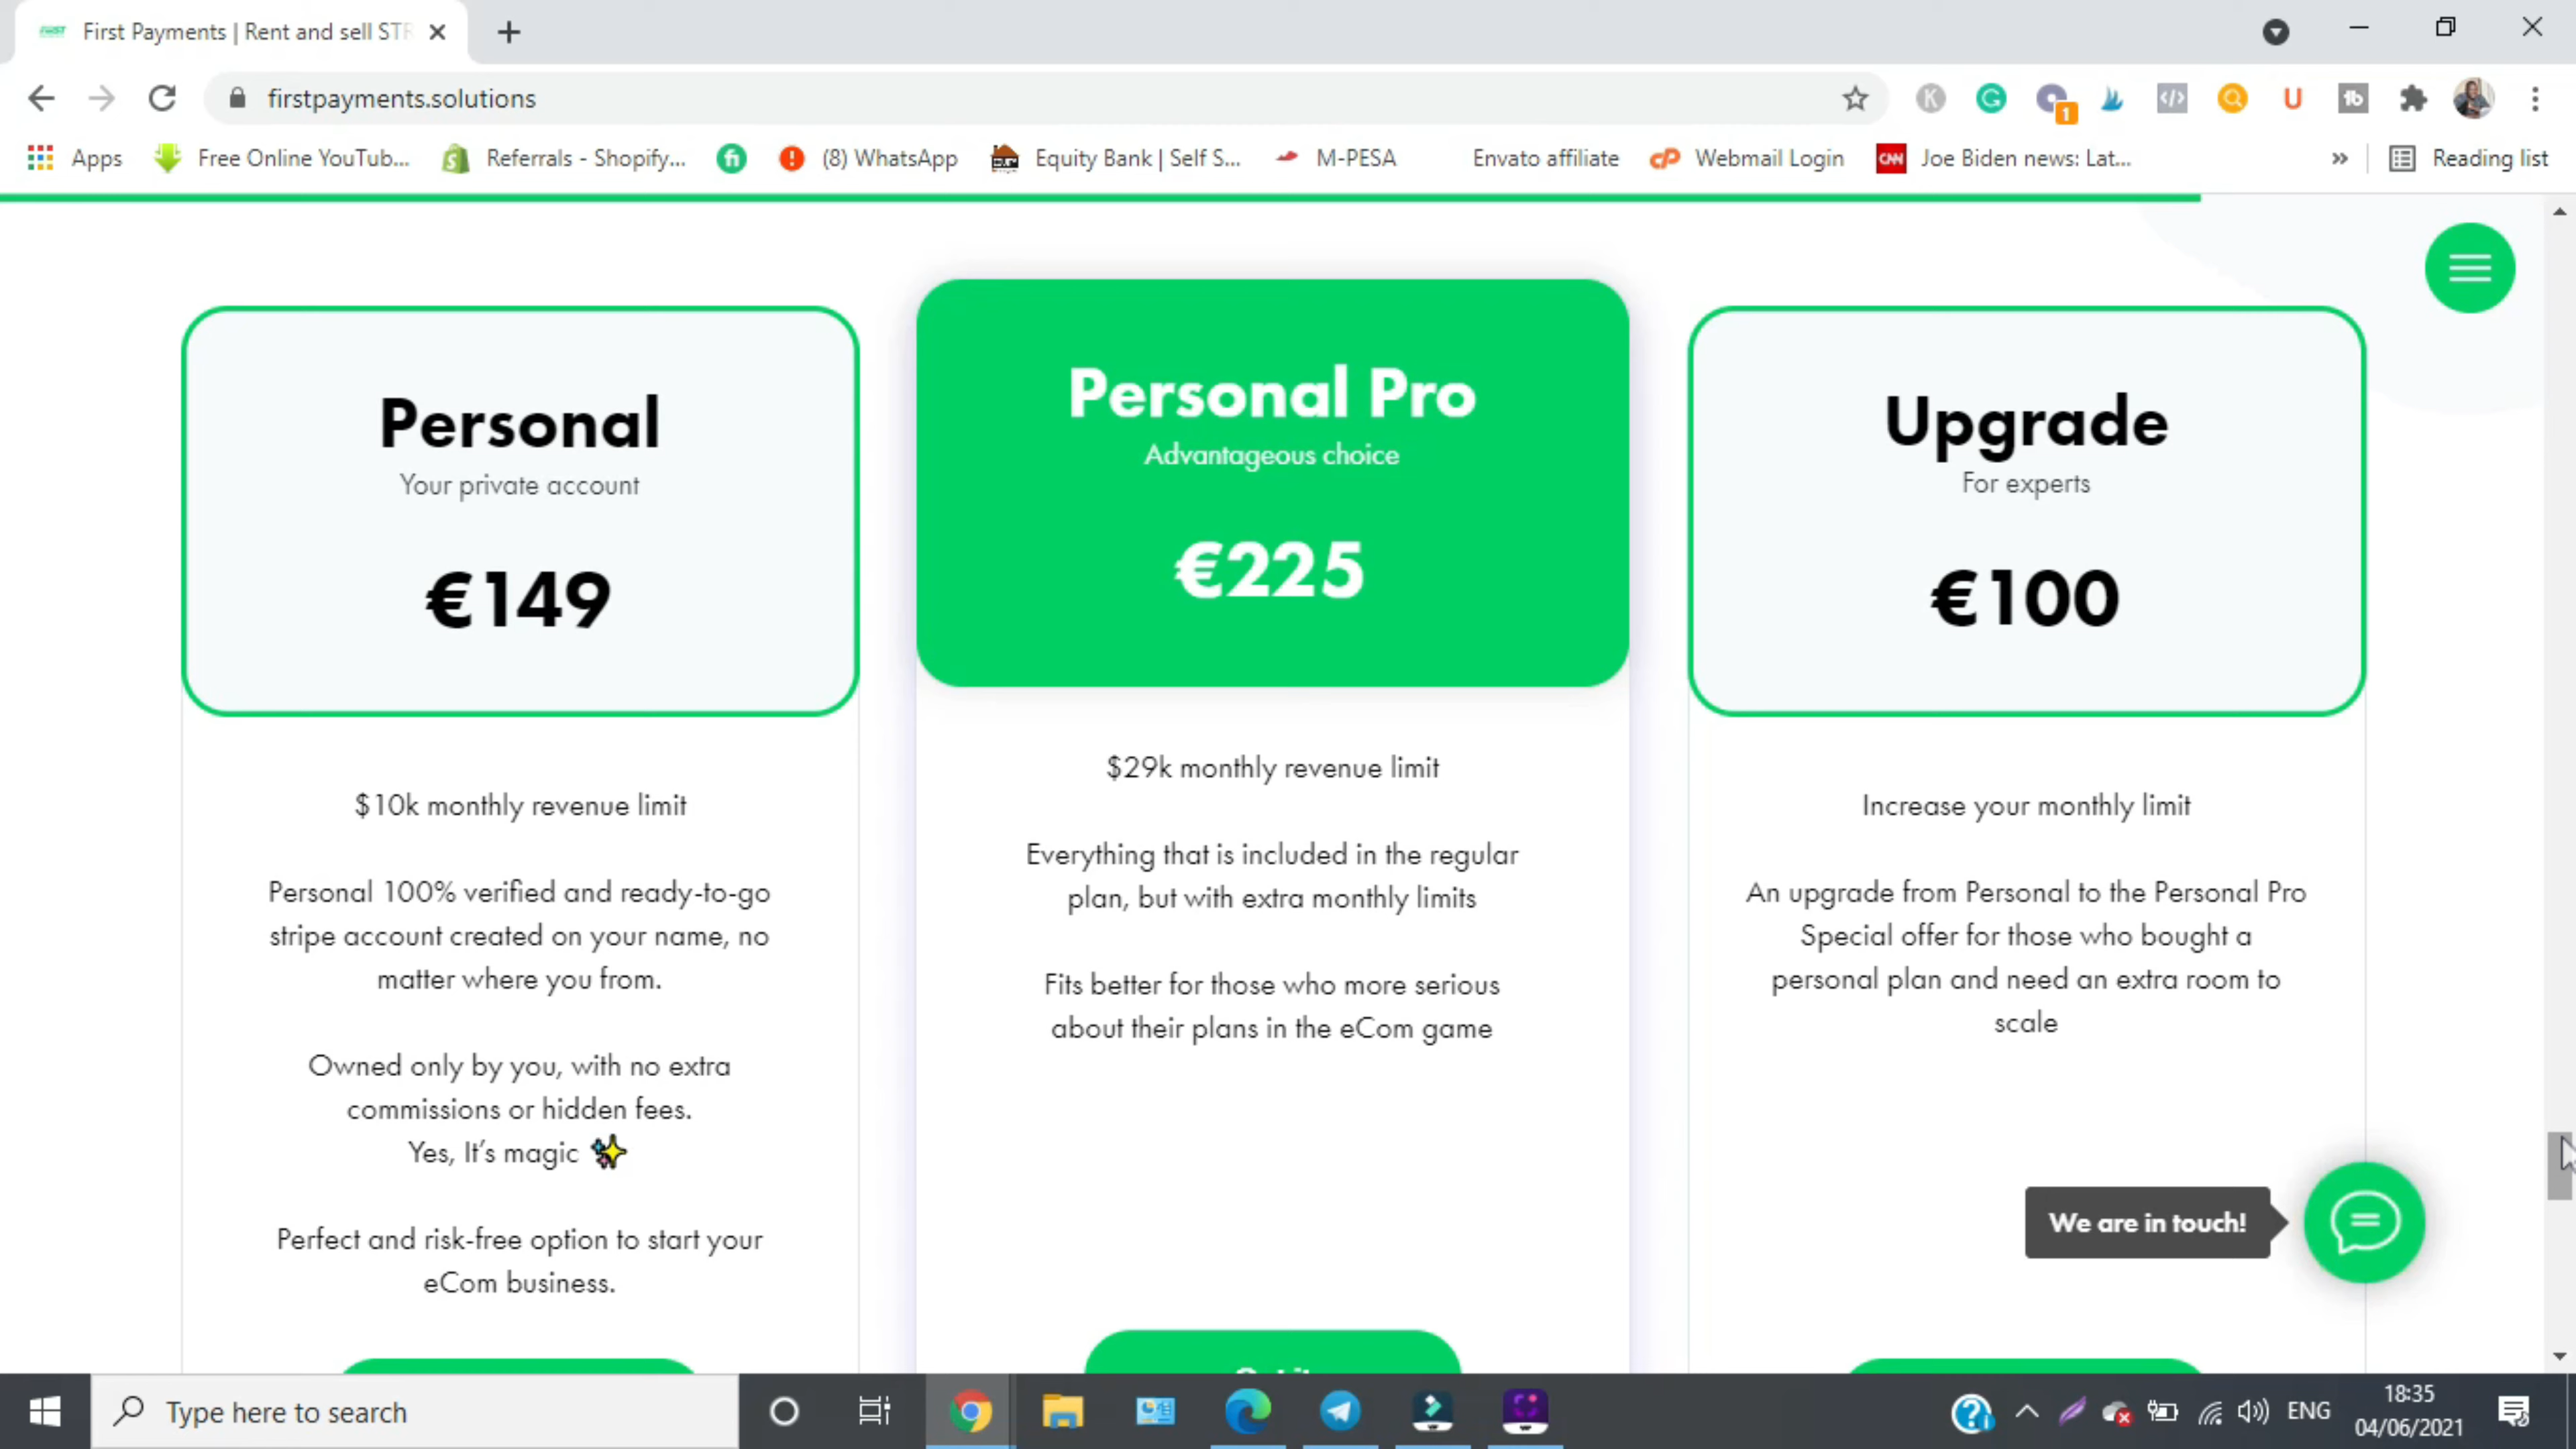 First Payments | Rent and sell STR
firstpayments.solutions
Apps
Free Online YouTub...
Referrals - Shopify...
(8) WhatsApp
Equity Bank | Self S...
M-PESA
Envato affiliate
Webmail Login
CNN
Joe Biden news: Lat...
»
Reading list
Personal
Your private account
€149
$10k monthly revenue limit
Personal 100% verified and ready-to-go
stripe account created on your name, no
matter where you from.
Owned only by you, with no extra
commissions or hidden fees.
Yes, It's magic ✨
Perfect and risk-free option to start your
eCom business.
Personal Pro
Advantageous choice
€225
$29k monthly revenue limit
Everything that is included in the regular
plan, but with extra monthly limits
Fits better for those who more serious
about their plans in the eCom game
Upgrade
For experts
€100
Increase your monthly limit
An upgrade from Personal to the Personal Pro
Special offer for those who bought a
personal plan and need an extra room to
scale
We are in touch!
Type here to search
ENG
18:35
04/06/2021